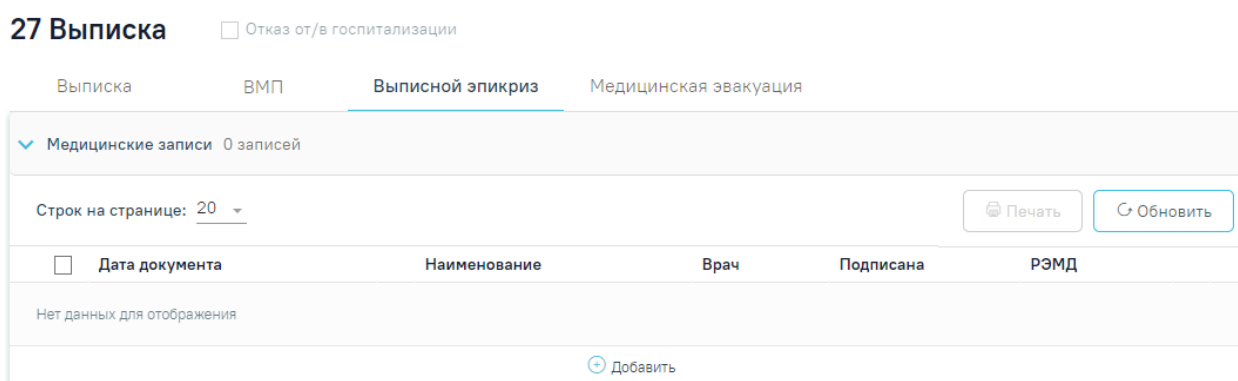 27 Выписка Отказ от/в госпитализации
Выписка ВМП Выписной эпикриз Медицинская эвакуация
Медицинские записи 0 записей
Строк на странице: 20 Печать Обновить
Дата документа Наименование Врач Подписана РЭМД
Нет данных для отображения
Добавить